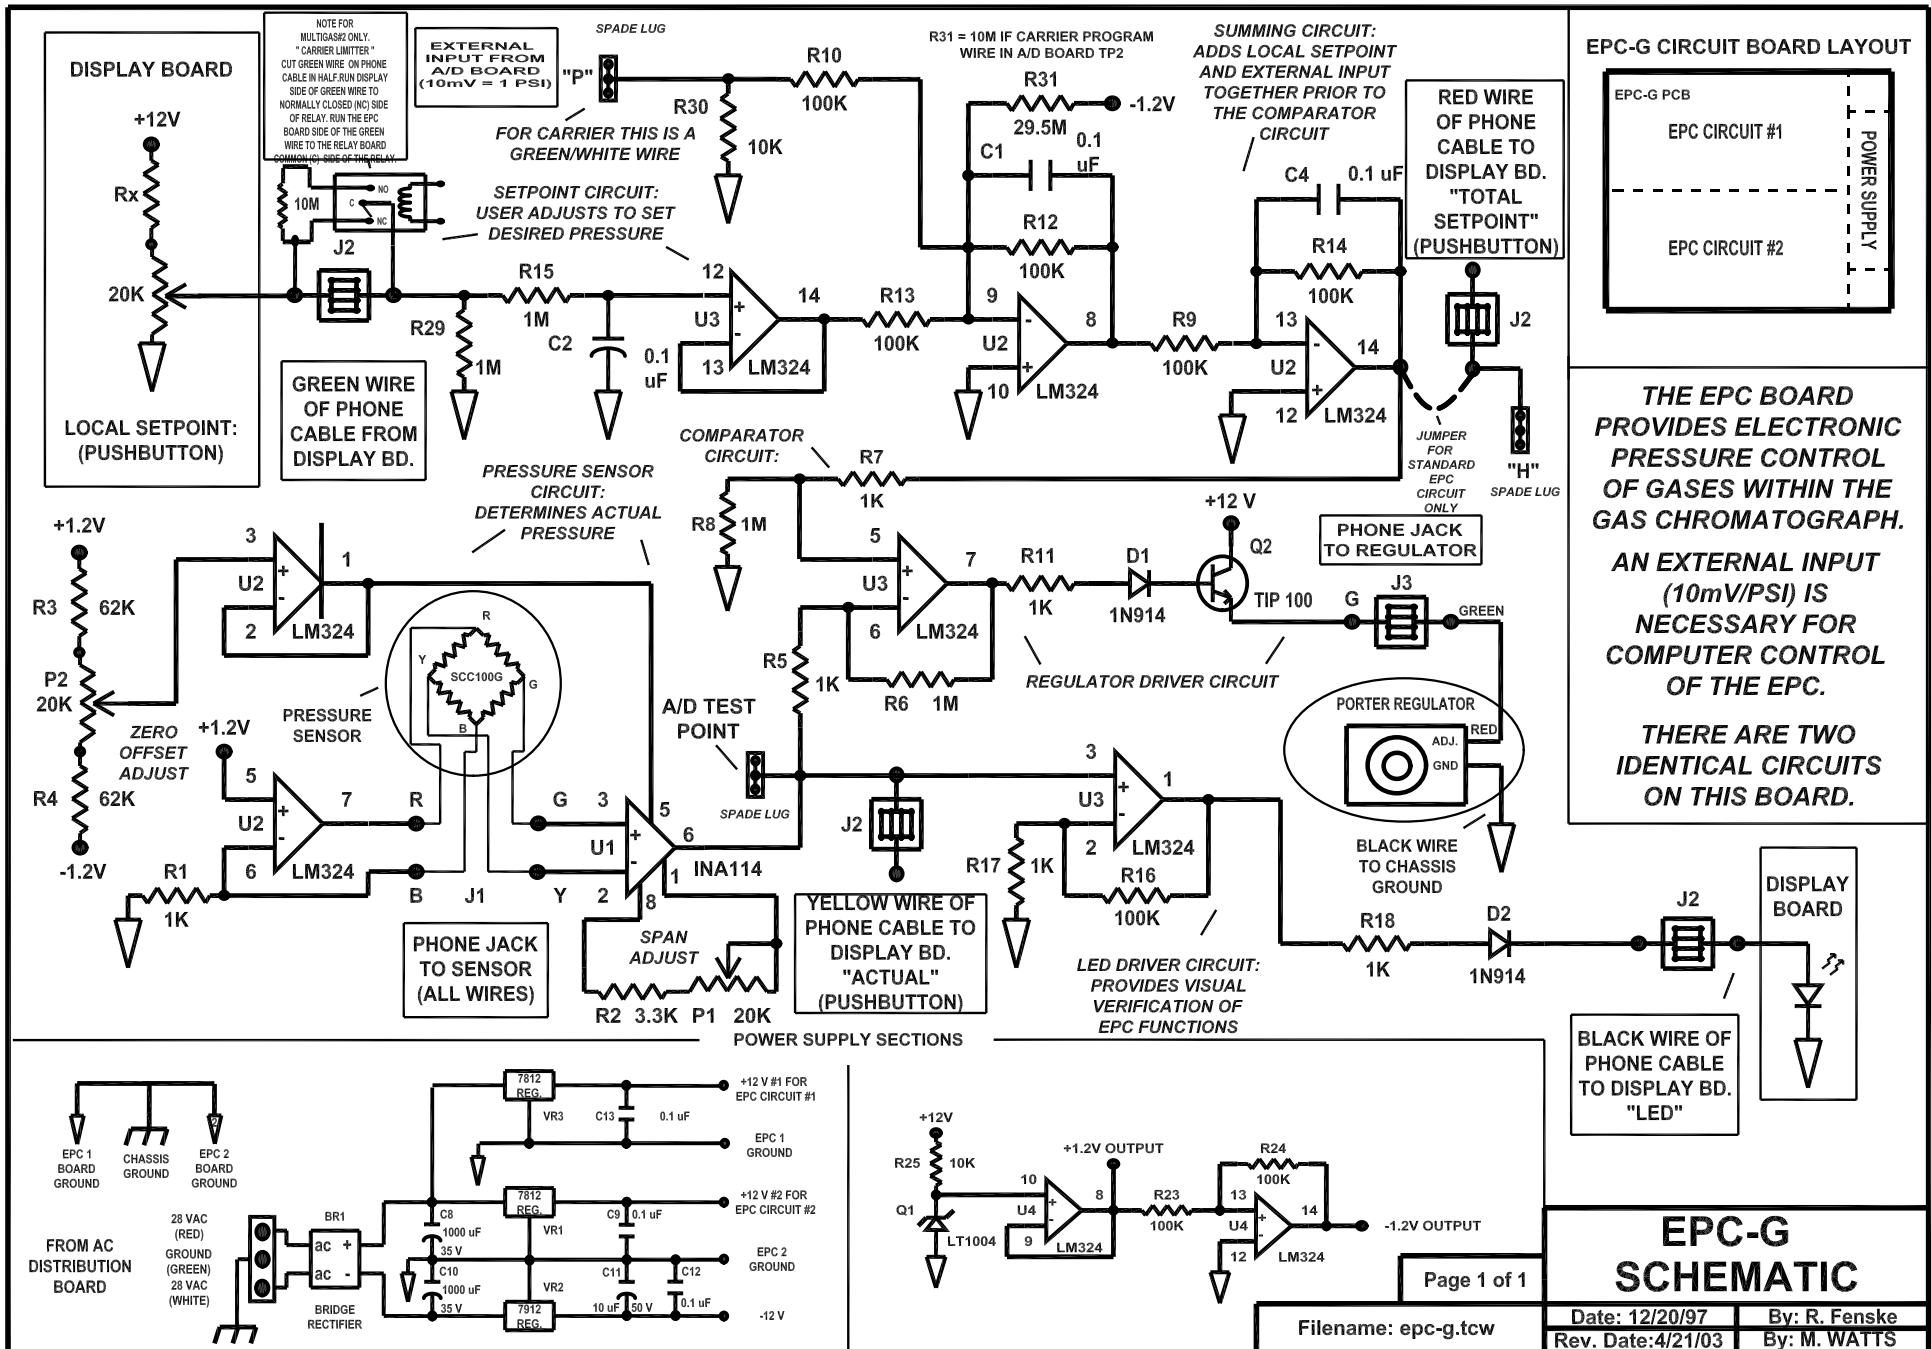 NOTE FOR
MULTIGAS#2 ONLY.
" CARRIER LIMITTER "
CUT GREEN WIRE ON PHONE
CABLE IN HALF.RUN DISPLAY
SIDE OF GREEN WIRE TO
NORMALLY CLOSED (NC) SIDE
OF RELAY. RUN THE EPC
BOARD SIDE OF THE GREEN
WIRE TO THE RELAY BOARD
COMMON (C) SIDE OF THE RELAY.
DISPLAY BOARD
+12V
Rx
20K
LOCAL SETPOINT:
(PUSHBUTTON)
10M
NO
C
NC
J2
EXTERNAL
INPUT FROM
A/D BOARD
(10mV = 1 PSI)
SPADE LUG
"P"
FOR CARRIER THIS IS A
GREEN/WHITE WIRE
R30
10K
R10
100K
SETPOINT CIRCUIT:
USER ADJUSTS TO SET
DESIRED PRESSURE
GREEN WIRE
OF PHONE
CABLE FROM
DISPLAY BD.
R29
1M
R15
1M
C2
0.1
uF
12
U3
13
14
LM324
R13
100K
R31 = 10M IF CARRIER PROGRAM
WIRE IN A/D BOARD TP2
R31
29.5M
-1.2V
C1
0.1
uF
R12
100K
9
U2
10
8
LM324
R9
100K
SUMMING CIRCUIT:
ADDS LOCAL SETPOINT
AND EXTERNAL INPUT
TOGETHER PRIOR TO
THE COMPARATOR
CIRCUIT
C4
0.1 uF
R14
100K
13
U2
12
14
LM324
RED WIRE
OF PHONE
CABLE TO
DISPLAY BD.
"TOTAL
SETPOINT"
(PUSHBUTTON)
J2
JUMPER
FOR
STANDARD
EPC
CIRCUIT
ONLY
"H"
SPADE LUG
EPC-G CIRCUIT BOARD LAYOUT
EPC-G PCB
EPC CIRCUIT #1
EPC CIRCUIT #2
POWER SUPPLY
THE EPC BOARD
PROVIDES ELECTRONIC
PRESSURE CONTROL
OF GASES WITHIN THE
GAS CHROMATOGRAPH.
AN EXTERNAL INPUT
(10mV/PSI) IS
NECESSARY FOR
COMPUTER CONTROL
OF THE EPC.
THERE ARE TWO
IDENTICAL CIRCUITS
ON THIS BOARD.
PRESSURE SENSOR
CIRCUIT:
DETERMINES ACTUAL
PRESSURE
+1.2V
R3
62K
P2
20K
R4
62K
-1.2V
ZERO
OFFSET
ADJUST
3
U2
2
1
LM324
PRESSURE
SENSOR
R
Y
SCC100G
G
B
+1.2V
5
U2
6
7
LM324
R1
1K
R
B
J1
G
Y
3
U1
2
5
6
1
8
INA114
PHONE JACK
TO SENSOR
(ALL WIRES)
SPAN
ADJUST
R2
3.3K
P1
20K
COMPARATOR
CIRCUIT:
R7
1K
R8
1M
5
U3
6
7
LM324
R5
1K
R6
1M
R11
1K
D1
1N914
+12 V
Q2
TIP 100
REGULATOR DRIVER CIRCUIT
PHONE JACK
TO REGULATOR
G
J3
GREEN
PORTER REGULATOR
RED
ADJ.
GND
BLACK WIRE
TO CHASSIS
GROUND
A/D TEST
POINT
SPADE LUG
J2
YELLOW WIRE OF
PHONE CABLE TO
DISPLAY BD.
"ACTUAL"
(PUSHBUTTON)
3
U3
2
1
LM324
R17
1K
R16
100K
LED DRIVER CIRCUIT:
PROVIDES VISUAL
VERIFICATION OF
EPC FUNCTIONS
R18
1K
D2
1N914
J2
DISPLAY
BOARD
BLACK WIRE OF
PHONE CABLE
TO DISPLAY BD.
"LED"
POWER SUPPLY SECTIONS
EPC 1
BOARD
GROUND
CHASSIS
GROUND
2
EPC 2
BOARD
GROUND
FROM AC
DISTRIBUTION
BOARD
28 VAC
(RED)
GROUND
(GREEN)
28 VAC
(WHITE)
BR1
ac +
ac -
BRIDGE
RECTIFIER
7812
REG.
VR3
C13
0.1 uF
+12 V #1 FOR
EPC CIRCUIT #1
EPC 1
GROUND
7812
REG.
VR1
C8
1000 uF
35 V
C9
0.1 uF
+12 V #2 FOR
EPC CIRCUIT #2
C10
1000 uF
35 V
EPC 2
GROUND
VR2
7912
REG.
C11
10 uF
50 V
C12
0.1 uF
-12 V
+12V
R25
10K
Q1
LT1004
10
U4
9
8
LM324
+1.2V OUTPUT
R23
100K
R24
100K
13
U4
12
14
LM324
-1.2V OUTPUT
Page 1 of 1
Filename: epc-g.tcw
EPC-G
SCHEMATIC
Date: 12/20/97
By: R. Fenske
Rev. Date:4/21/03
By: M. WATTS